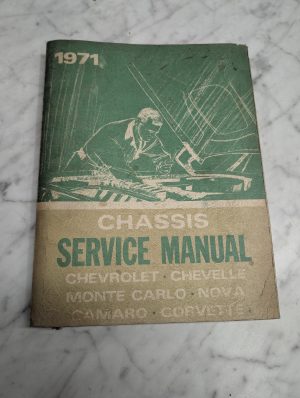 1971
CHASSIS
SERVICE MANUAL
CHEVROLET · CHEVELLE
MONTE CARLO · NOVA
CAMARO · CORVETTE